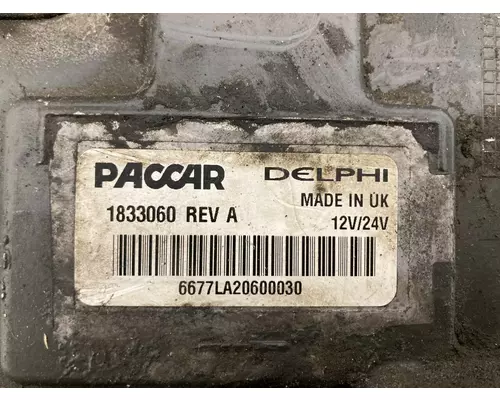 PACCAR DELPHI
1833060 REV A MADE IN UK
12V/24V
6677LA20600030